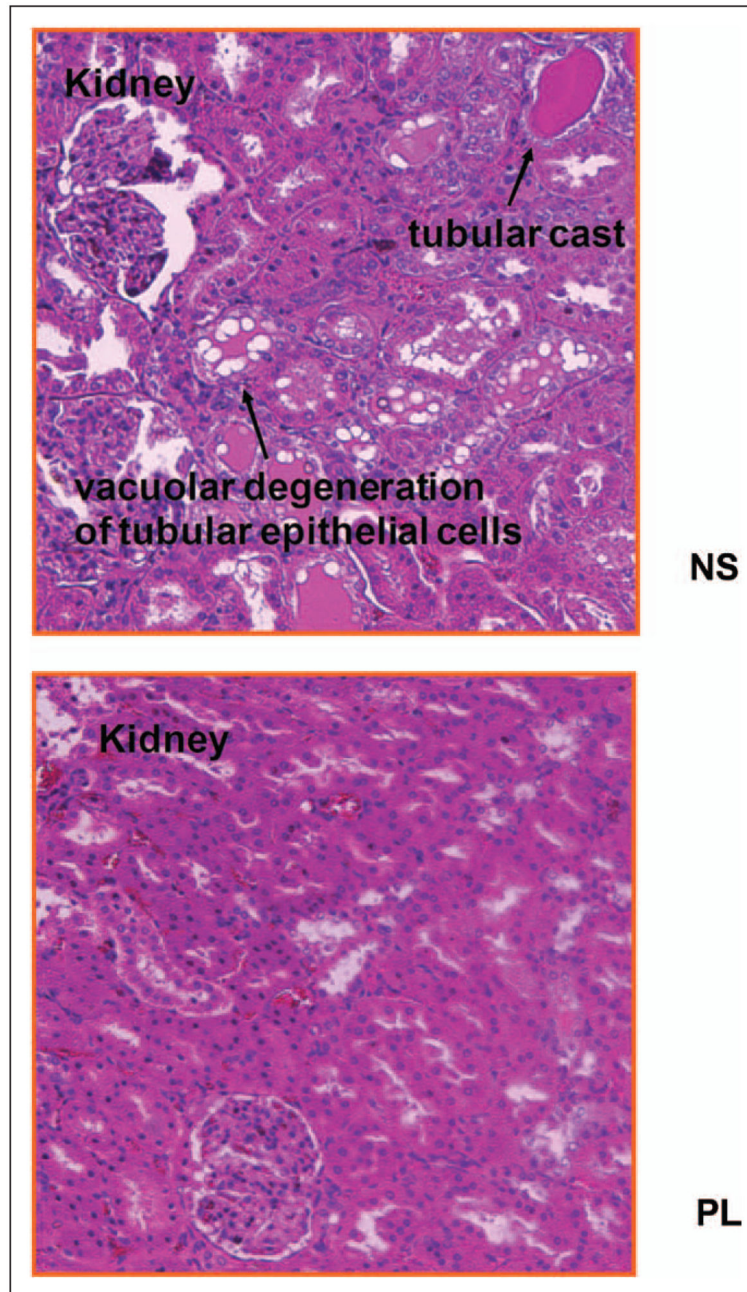 Kidney
tubular cast
vacuolar degeneration
of tubular epithelial cells
NS
Kidney
PL